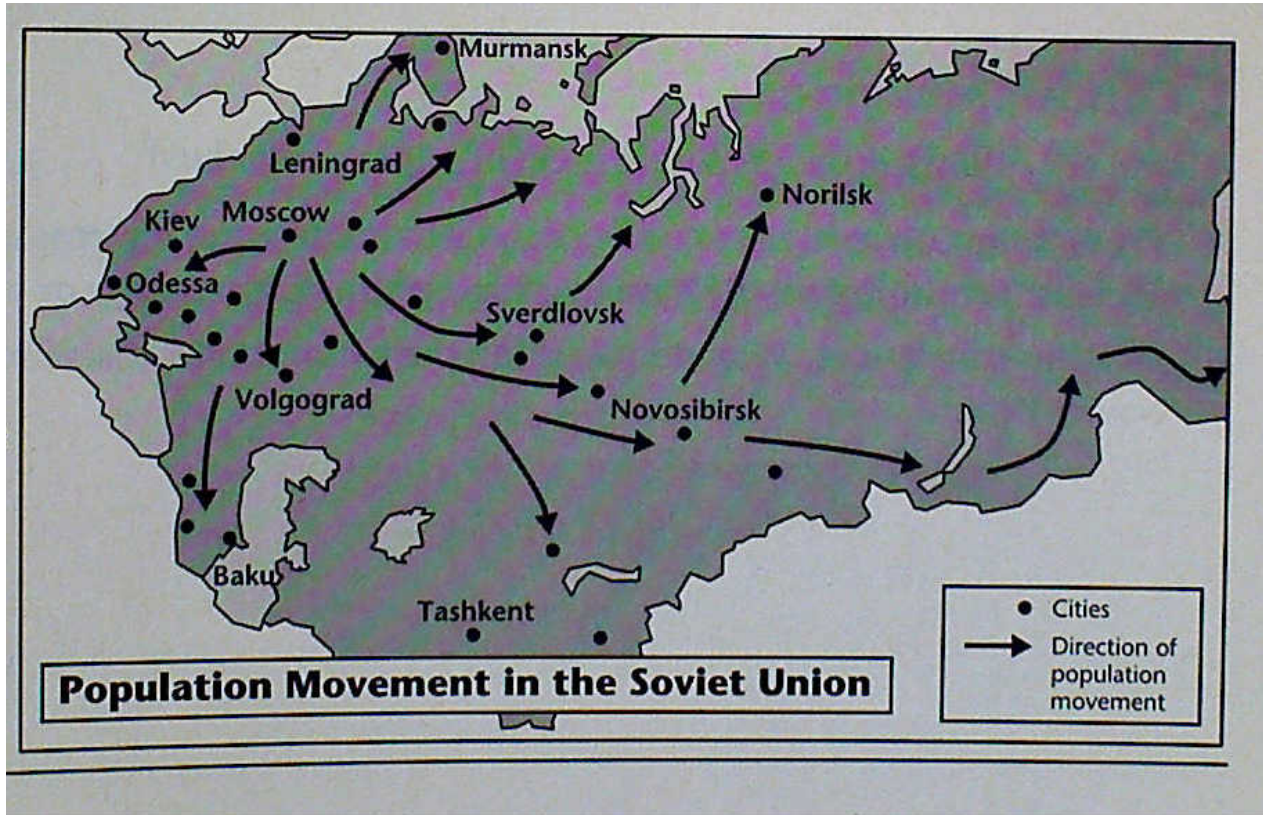 Murmansk
Leningrad
Norilsk
Kiev
Moscow
Odessa
Sverdlovsk
Volgograd
Novosibirsk
Baku
Tashkent
Cities
Direction of
population
movement
Population Movement in the Soviet Union